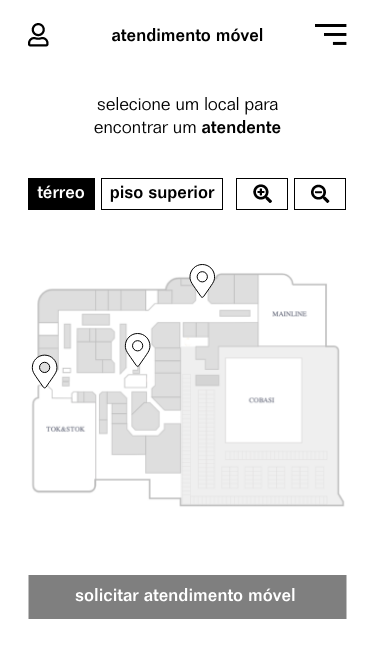 atendimento móvel
selecione um local para
encontrar um atendente
térreo piso superior
MAINLINE
COBASI
TOK&STOK
solicitar atendimento móvel